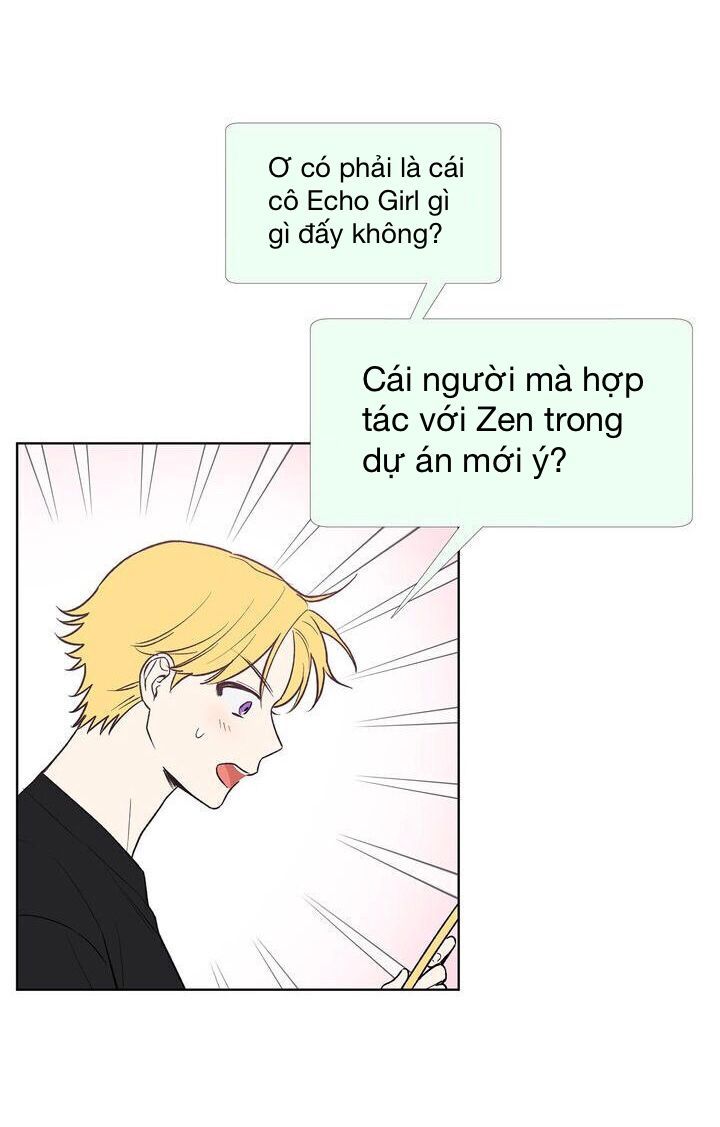 Ơ có phải là cái
cô Echo Girl gì
gì đấy không?
Cái người mà hợp
tác với Zen trong
dự án mới ý?